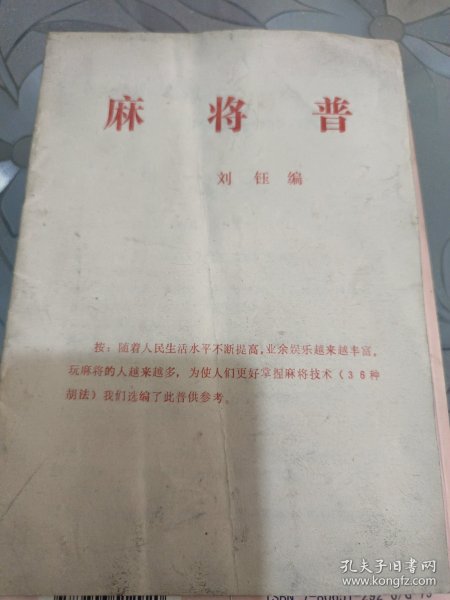 麻将普
刘钰编
按：随着人民生活水平不断提高，业余娱乐越来越丰富，
玩麻将的人越来越多，为使人们更好掌握麻将技术（36种
胡法）我们选编了此普供参考。
孔夫子旧书网